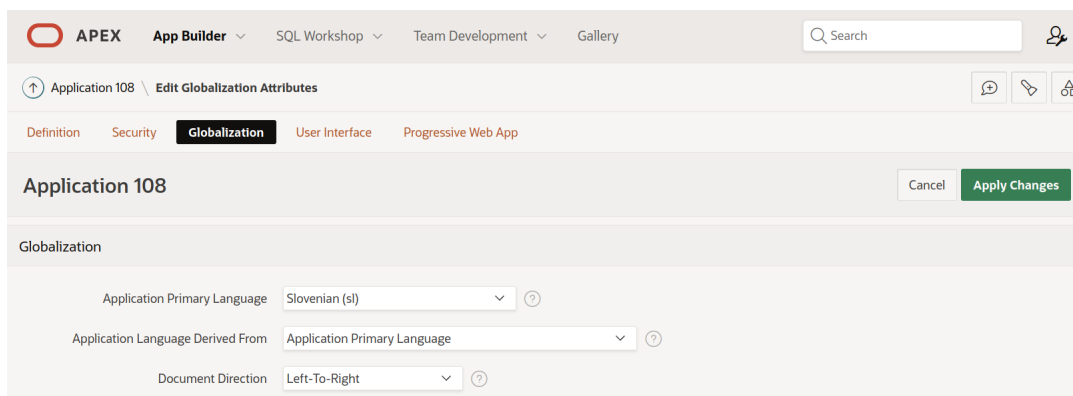 APEX App Builder SQL Workshop Team Development Gallery Search
Application 108 \ Edit Globalization Attributes
Definition Security Globalization User Interface Progressive Web App
Application 108 Cancel Apply Changes
Globalization
Application Primary Language Slovenian (sl) ?
Application Language Derived From Application Primary Language ?
Document Direction Left-To-Right ?